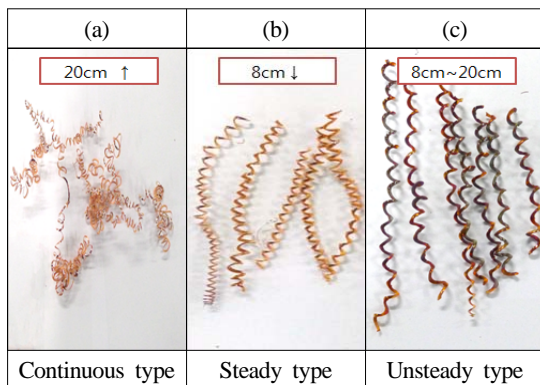 (a) (b) (c)
20cm ↑ 8cm↓ 8cm~20cm
Continuous type Steady type Unsteady type